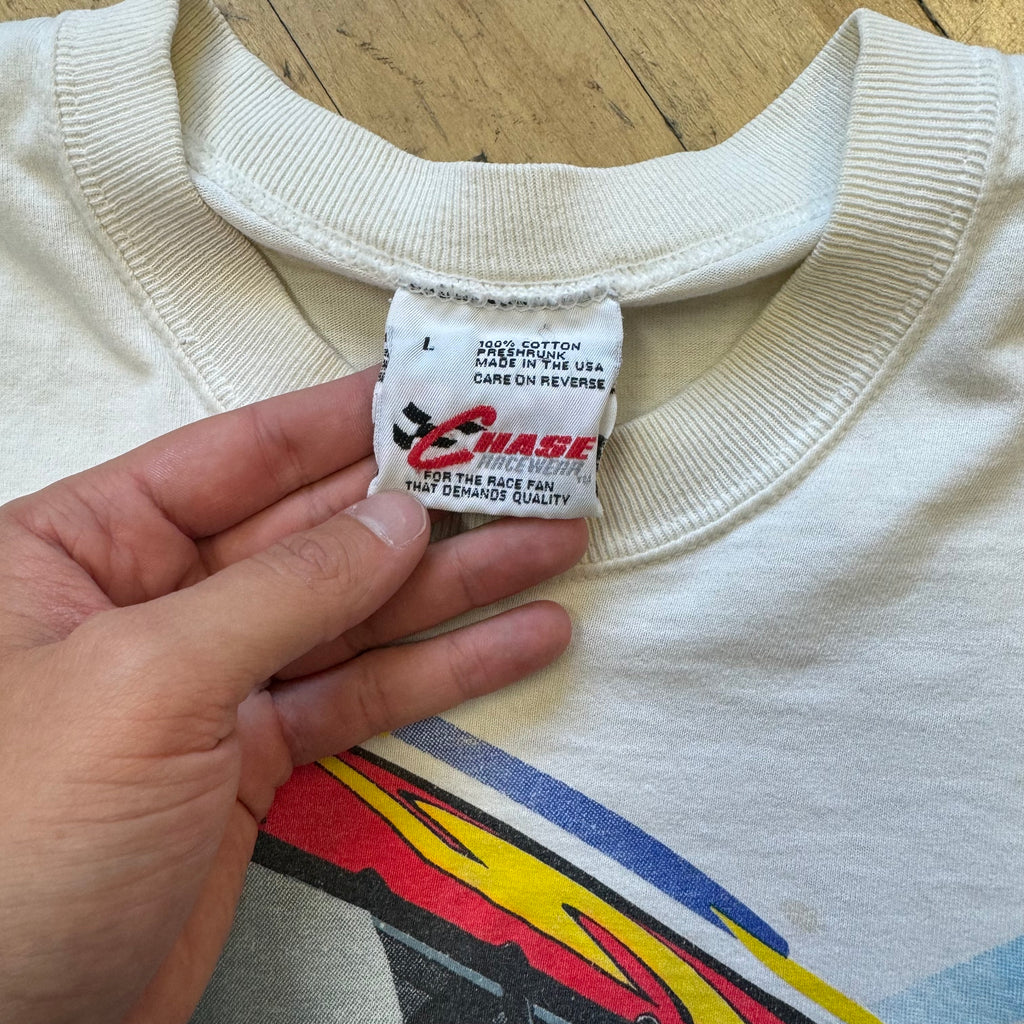 L
100% COTTON
PRESHRUNK
MADE IN THE USA
CARE ON REVERSE
CHASE
RACEWEAR
FOR THE RACE FAN
THAT DEMANDS QUALITY